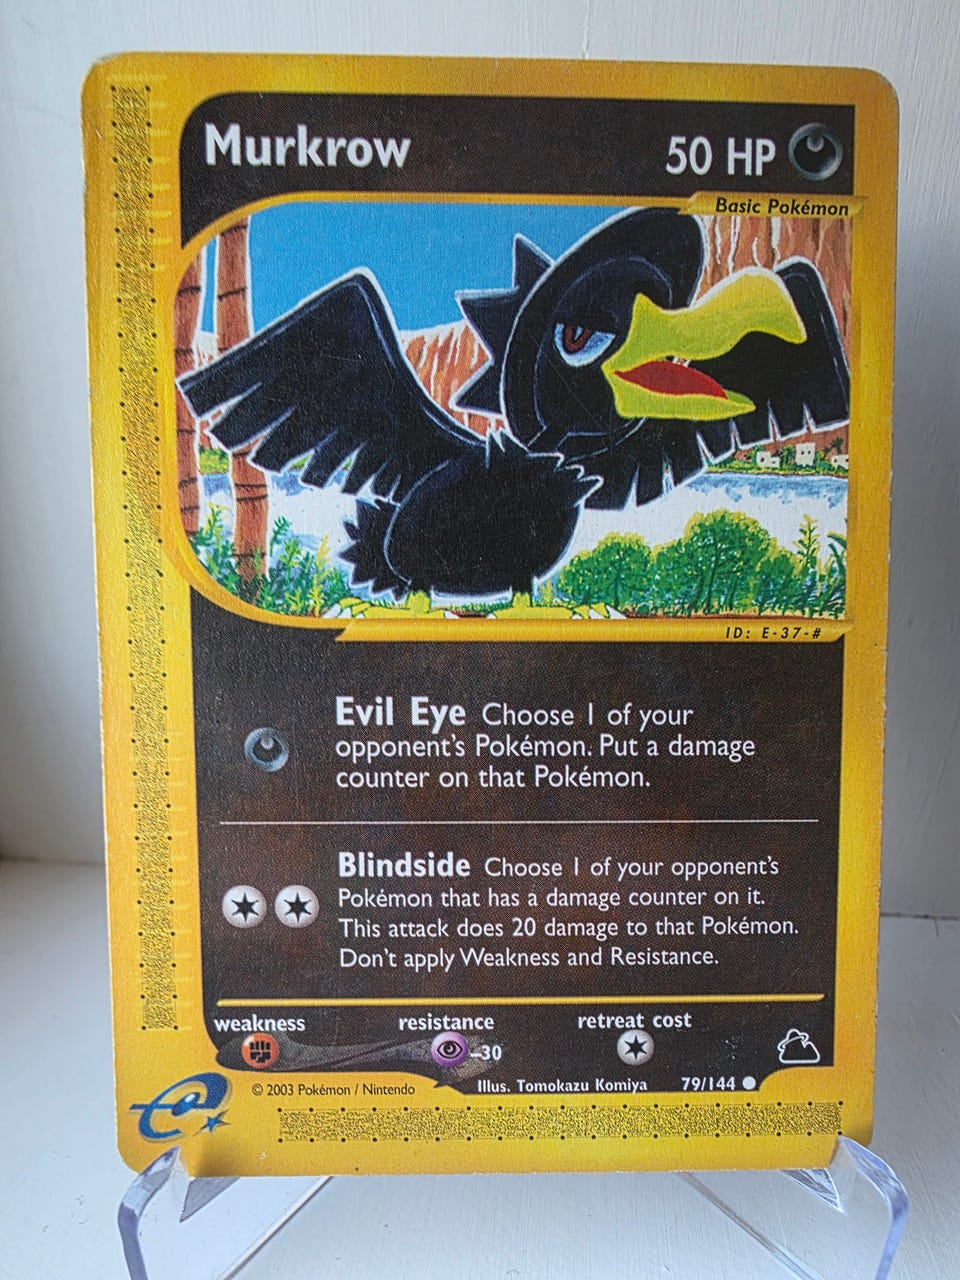 Murkrow
50 HP
Basic Pokémon
ID: E-37-#
Evil Eye Choose 1 of your
opponent's Pokémon. Put a damage
counter on that Pokémon.
Blindside Choose 1 of your opponent's
Pokémon that has a damage counter on it.
This attack does 20 damage to that Pokémon.
Don't apply Weakness and Resistance.
weakness resistance retreat cost
-30
© 2003 Pokémon / Nintendo Illus. Tomokazu Komiya 79/144
e